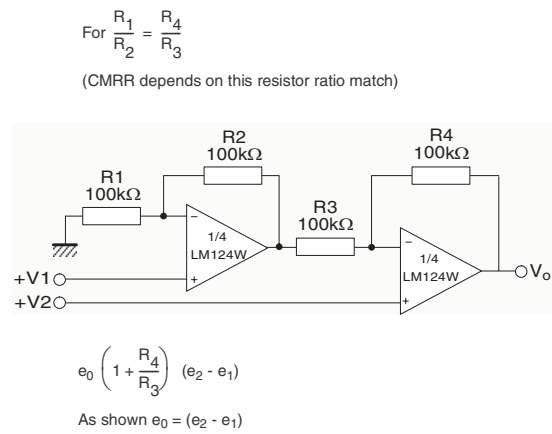 For R1/R2 = R4/R3
(CMRR depends on this resistor ratio match)
R1
100kΩ
R2
100kΩ
R3
100kΩ
R4
100kΩ
1/4
LM124W
1/4
LM124W
+V1
+V2
Vo
e0 (1 + R4/R3) (e2 - e1)
As shown e0 = (e2 - e1)